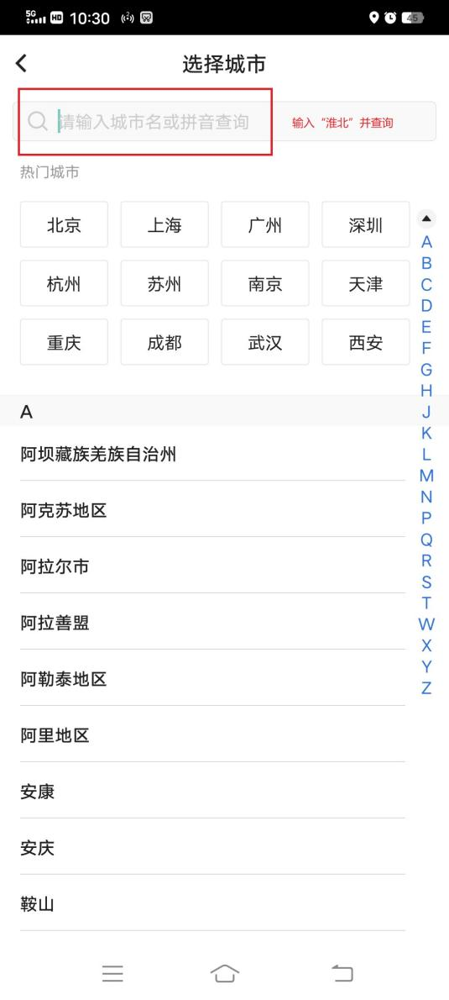 5G HD 10:30 45
选择城市
请输入城市名或拼音查询 输入“淮北”并查询
热门城市
北京 上海 广州 深圳
杭州 苏州 南京 天津
重庆 成都 武汉 西安
A
阿坝藏族羌族自治州
阿克苏地区
阿拉尔市
阿拉善盟
阿勒泰地区
阿里地区
安康
安庆
鞍山
A
B
C
D
E
F
G
H
J
K
L
M
N
P
Q
R
S
T
W
X
Y
Z